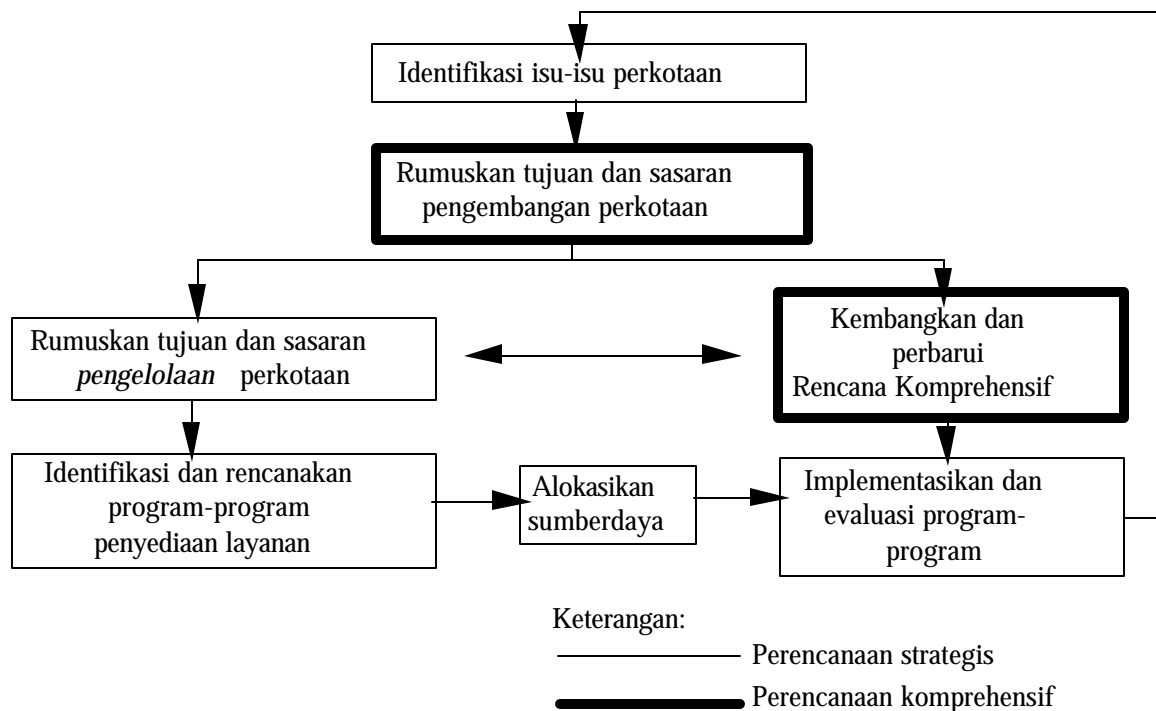 Identifikasi isu-isu perkotaan
Rumuskan tujuan dan sasaran
pengembangan perkotaan
Rumuskan tujuan dan sasaran
pengelolaan perkotaan
Kembangkan dan
perbarui
Rencana Komprehensif
Identifikasi dan rencanakan
program-program
penyediaan layanan
Alokasikan
sumberdaya
Implementasikan dan
evaluasi program-
program
Keterangan:
Perencanaan strategis
Perencanaan komprehensif